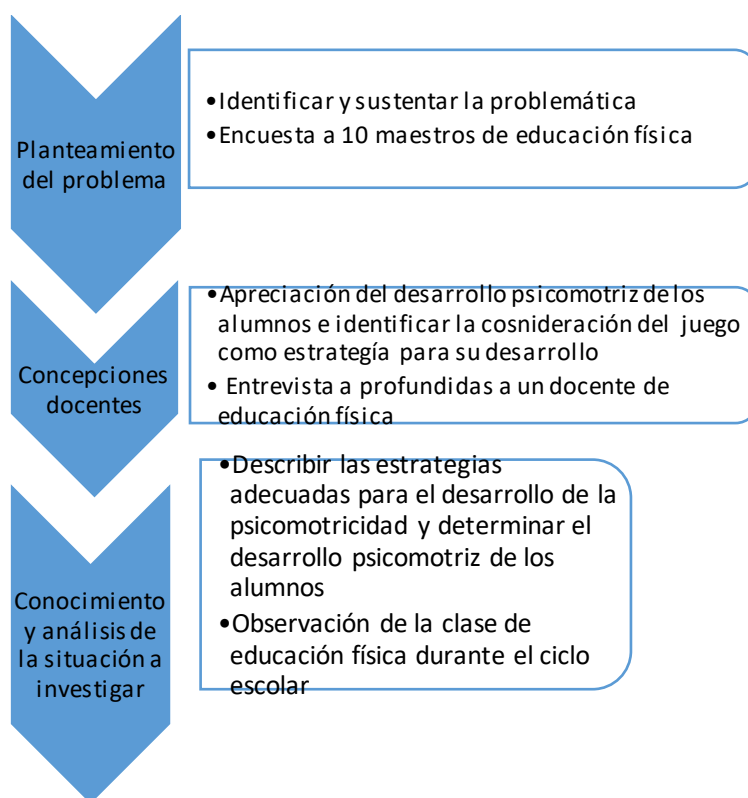 Planteamiento
del problema
•Identificar y sustentar la problemática
•Encuesta a 10 maestros de educación física
Concepciones
docentes
•Apreciación del desarrollo psicomotriz de los
alumnos e identificar la cosnideración del juego
como estrategía para su desarrollo
• Entrevista a profundidas a un docente de
educación física
Conocimiento
y análisis de
la situación a
investigar
•Describir las estrategias
adecuadas para el desarrollo de la
psicomotricidad y determinar el
desarrollo psicomotriz de los
alumnos
•Observación de la clase de
educación física durante el ciclo
escolar